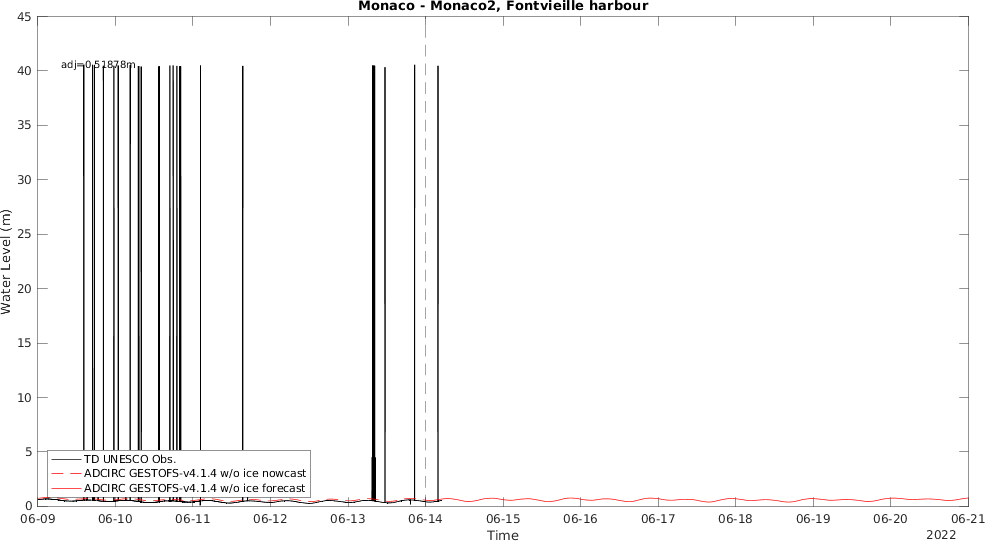 Monaco - Monaco2, Fontvieille harbour
45
40
35
30
25
20
15
10
5
0
Water Level (m)
adj=0.51878m
TD UNESCO Obs.
ADCIRC GESTOFS-v4.1.4 w/o ice nowcast
ADCIRC GESTOFS-v4.1.4 w/o ice forecast
06-09 06-10 06-11 06-12 06-13 06-14 06-15 06-16 06-17 06-18 06-19 06-20 06-21
Time
2022